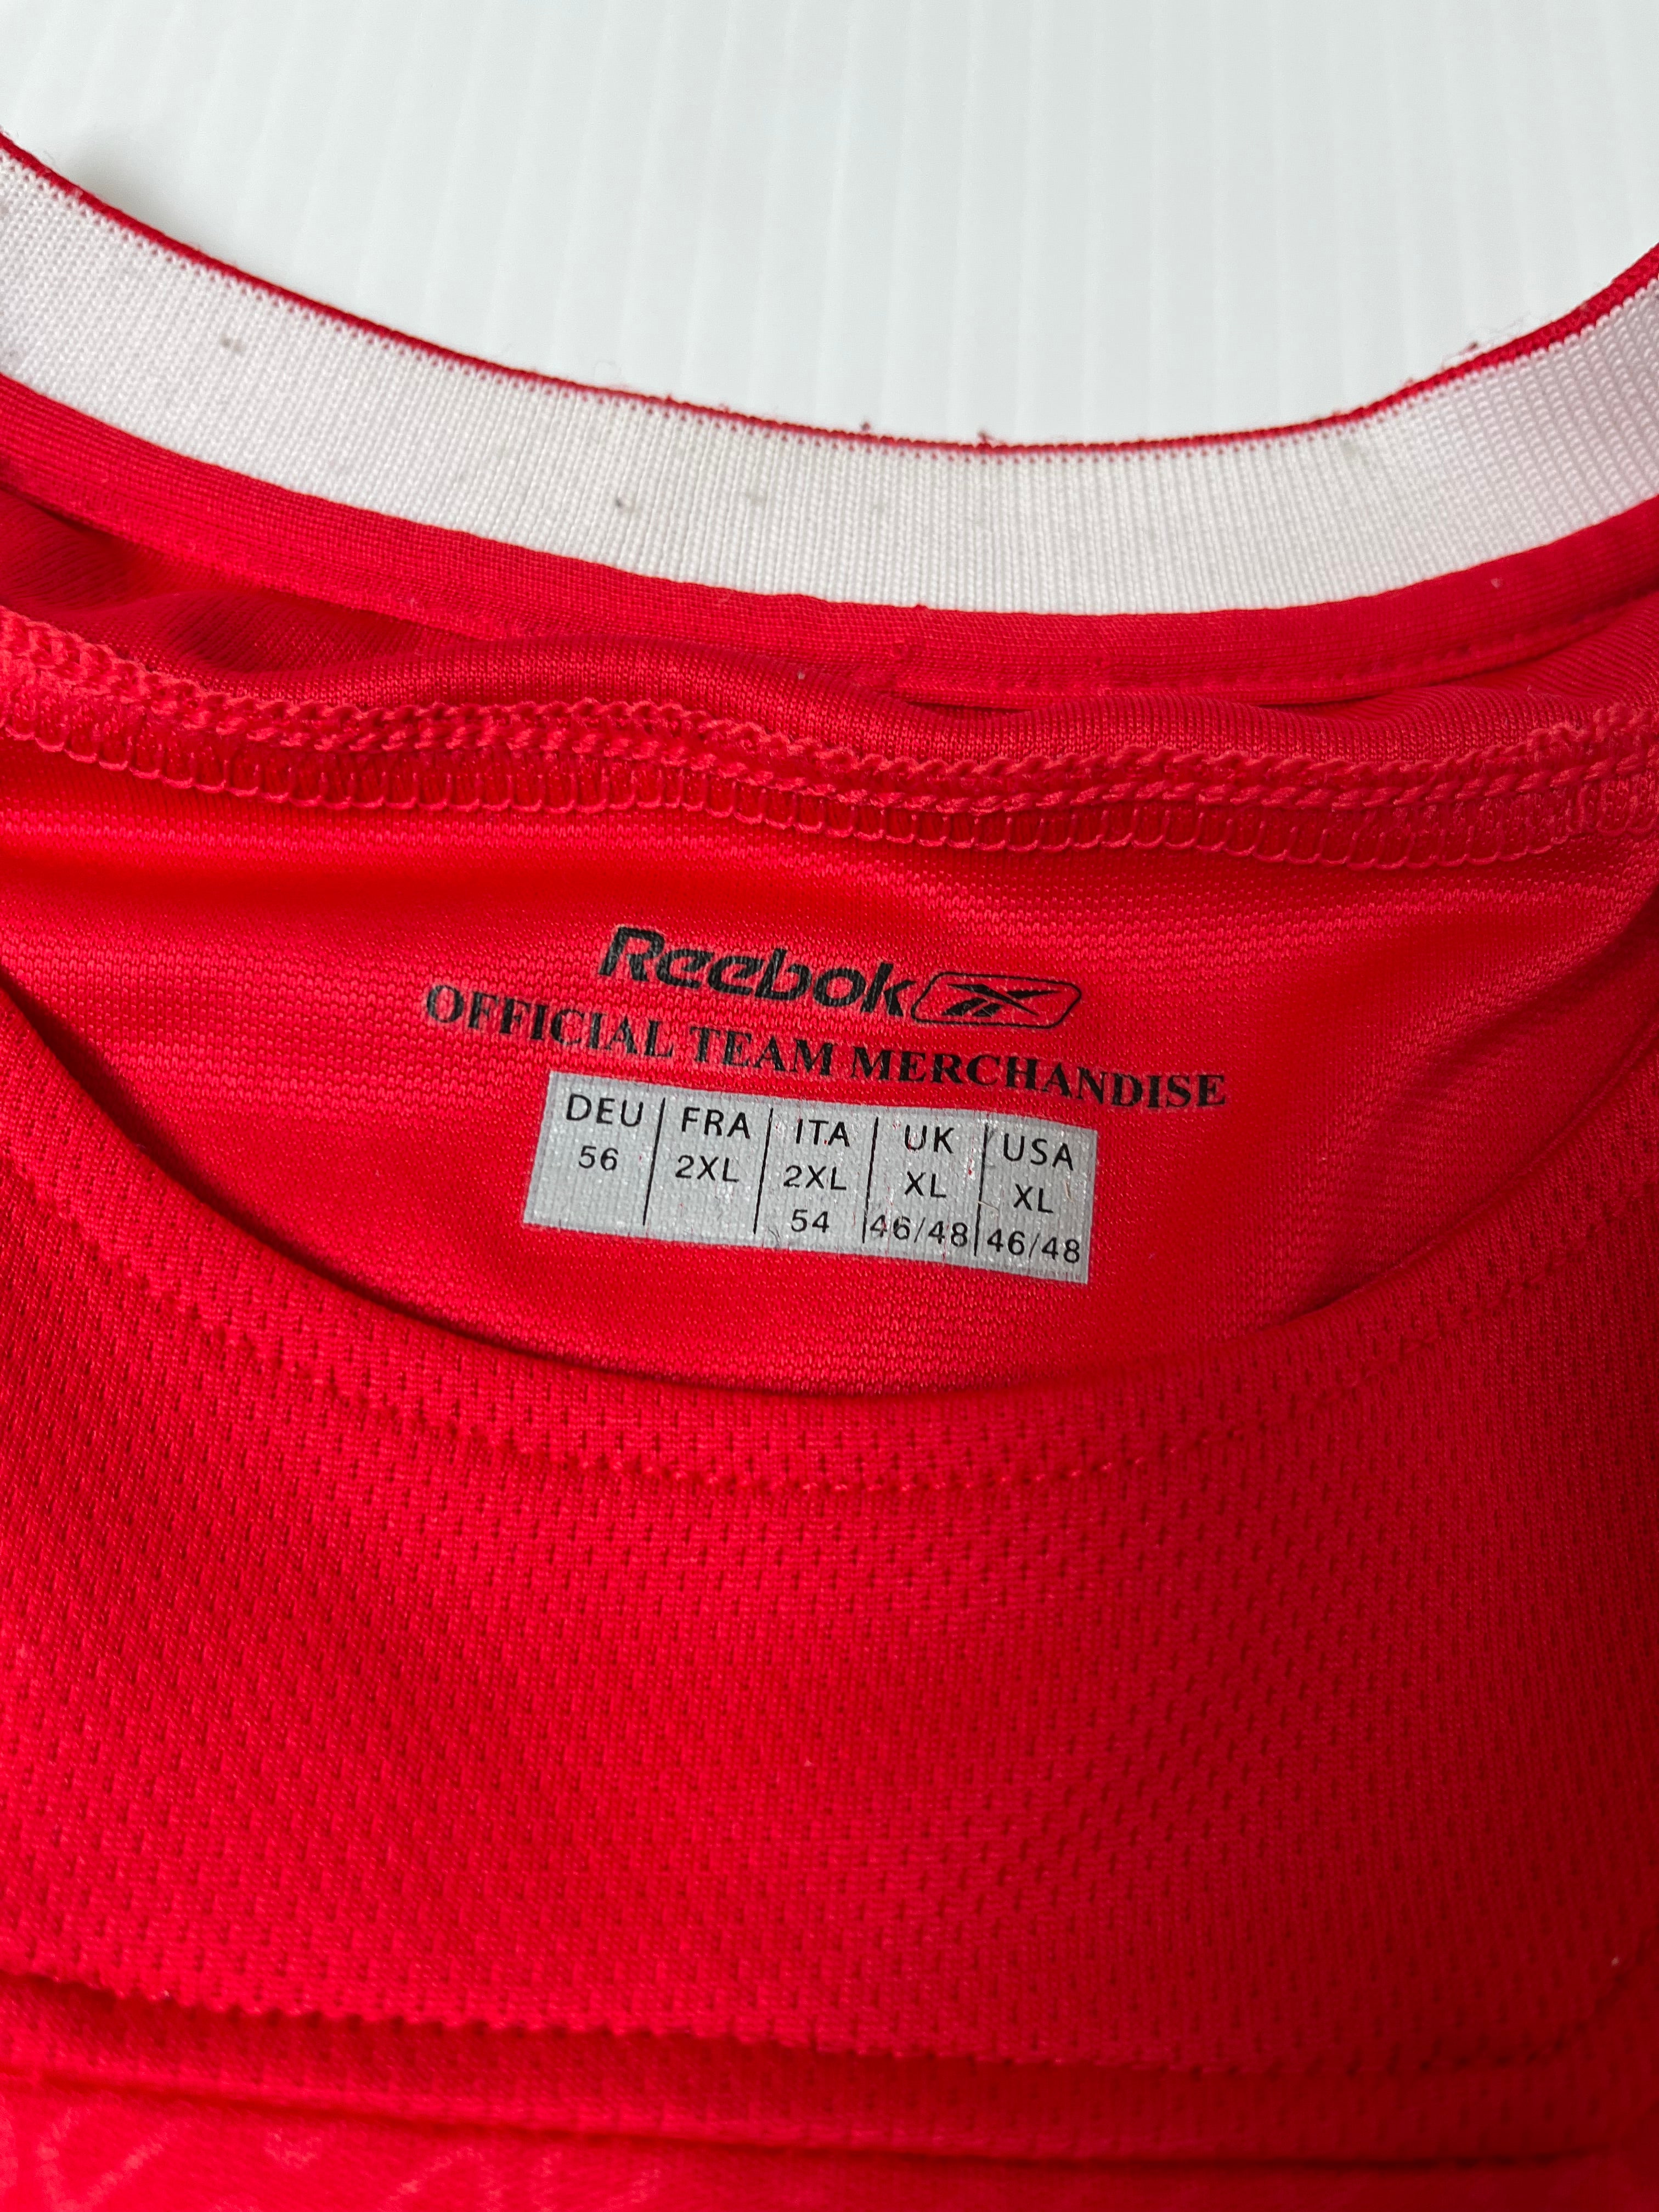 Reebok
OFFICIAL TEAM MERCHANDISE
DEU FRA ITA UK USA
56 2XL 2XL XL XL
54 46/48 46/48